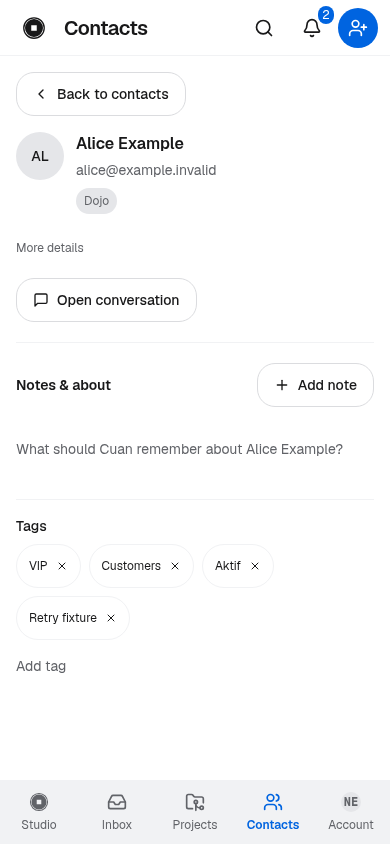 Contacts
2
Back to contacts
AL
Alice Example
alice@example.invalid
Dojo
More details
Open conversation
Notes & about
Add note
What should Cuan remember about Alice Example?
Tags
VIP
Customers
Aktif
Retry fixture
Add tag
NE
Studio
Inbox
Projects
Contacts
Account